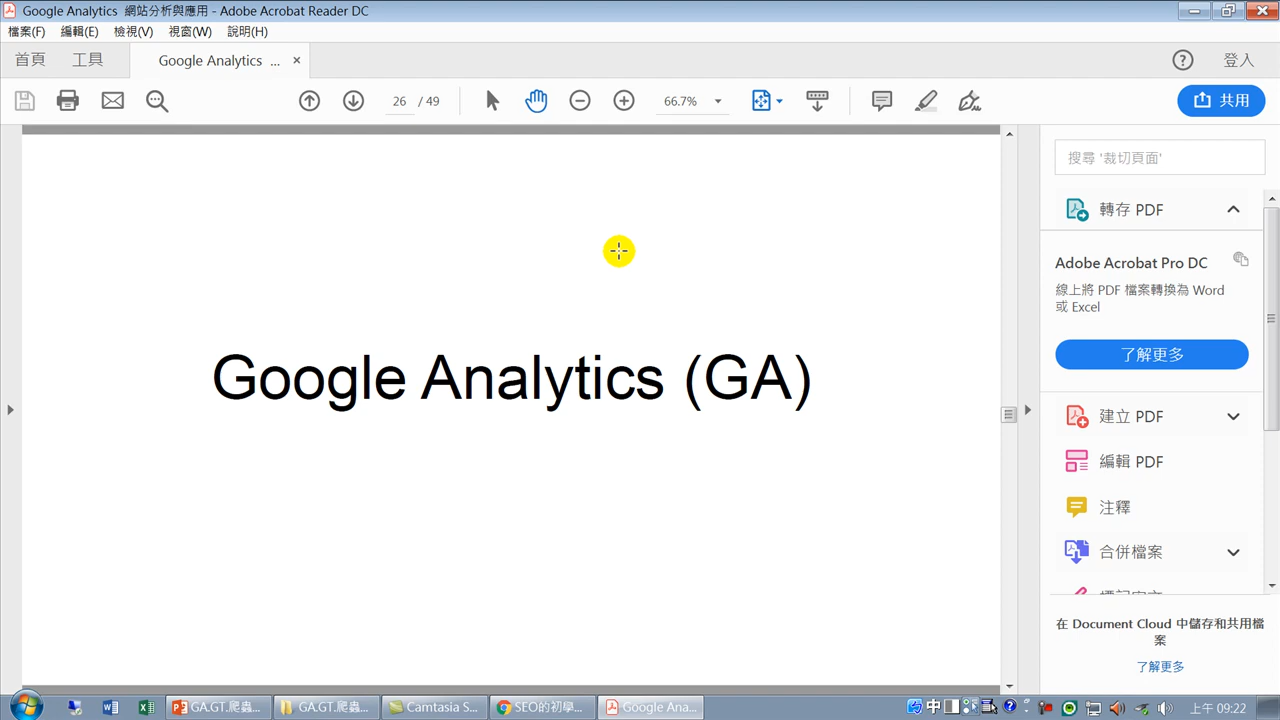 Google Analytics 網站分析與應用 - Adobe Acrobat Reader DC
檔案(F) 編輯(E) 檢視(V) 視窗(W) 說明(H)
首頁 工具 Google Analytics ... × 登入
26 / 49 66.7% 共用
搜尋 '裁切頁面'
轉存 PDF
Adobe Acrobat Pro DC
線上將 PDF 檔案轉換為 Word
或 Excel
了解更多
Google Analytics (GA)
建立 PDF
編輯 PDF
注釋
合併檔案
在 Document Cloud 中儲存和共用檔
案
了解更多
GA.GT.爬蟲... GA.GT.爬蟲... Camtasia S... SEO的初學... Google Ana... 中 上午 09:22